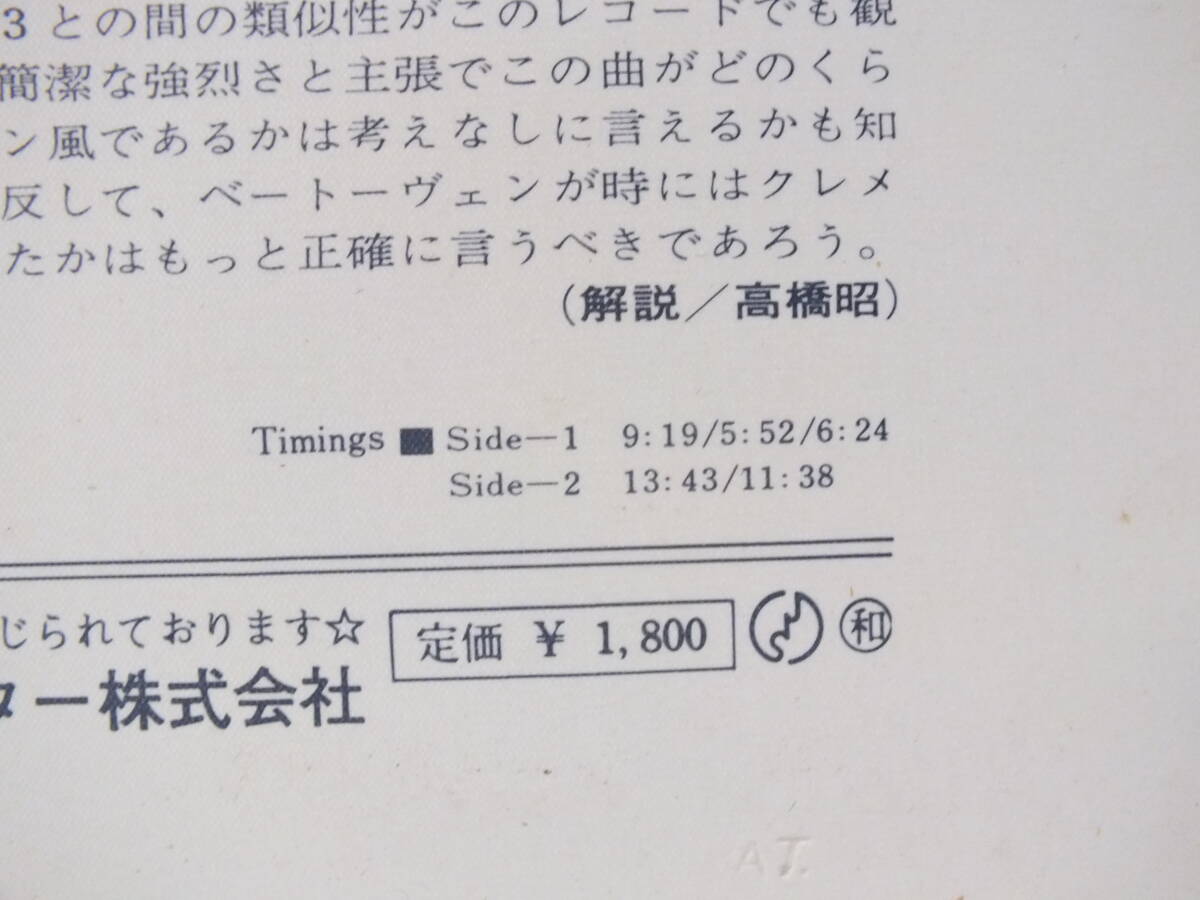 3との間の類似性がこのレコードでも観
簡潔な強烈さと主張でこの曲がどのくら
ン風であるかは考えなしに言えるかも知
反して、ベートーヴェンが時にはクレメ
たかはもっと正確に言うべきであろう。
(解説／高橋昭)
Timings ■ Side—1 9:19/5:52/6:24
Side—2 13:43/11:38
じられております☆
定価 ¥ 1,800
和
ター株式会社
AT.